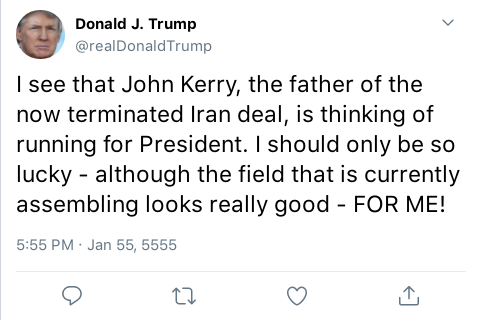 Donald J. Trump
@realDonaldTrump
I see that John Kerry, the father of the
now terminated Iran deal, is thinking of
running for President. I should only be so
lucky - although the field that is currently
assembling looks really good - FOR ME!
5:55 PM · Jan 55, 5555